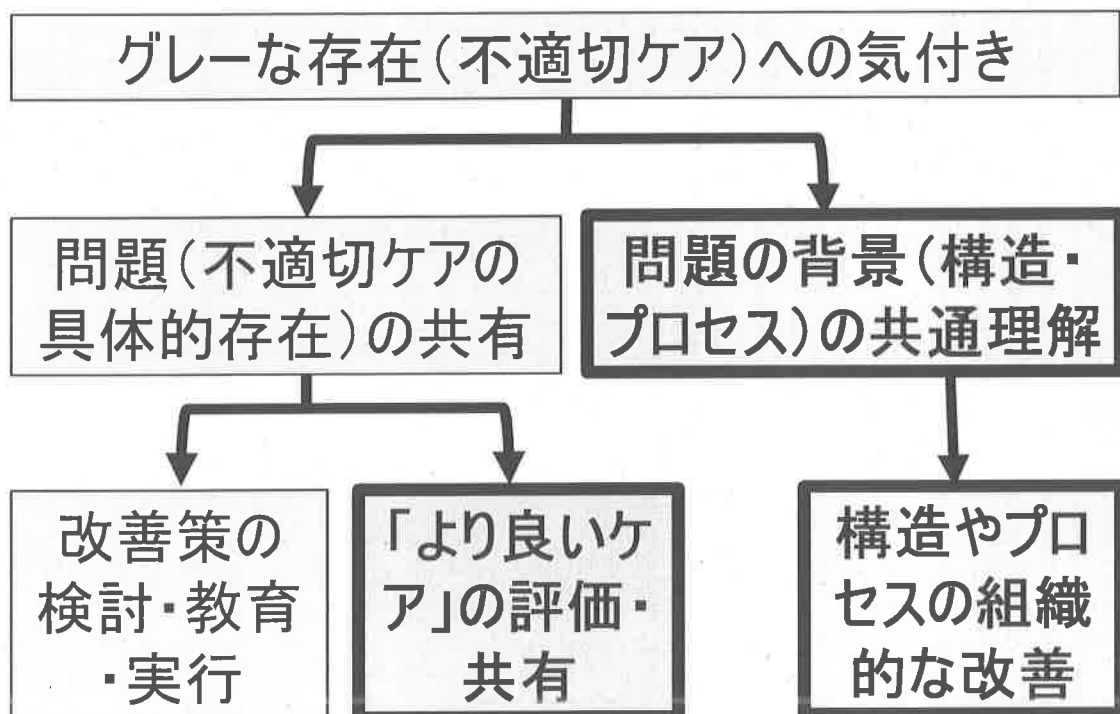 グレーな存在(不適切ケア)への気付き
問題(不適切ケアの
具体的存在)の共有
問題の背景(構造・
プロセス)の共通理解
改善策の
検討・教育
・実行
「より良いケ
ア」の評価・
共有
構造やプロ
セスの組織
的な改善